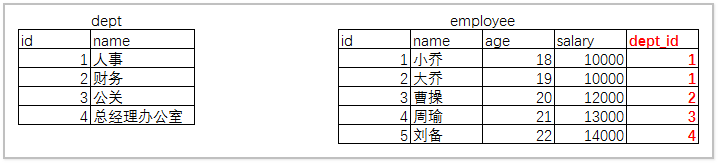 dept
id name
1 人事
2 财务
3 公关
4 总经理办公室
employee
id name age salary dept_id
1 小乔 18 10000 1
2 大乔 19 10000 1
3 曹操 20 12000 2
4 周瑜 21 13000 3
5 刘备 22 14000 4